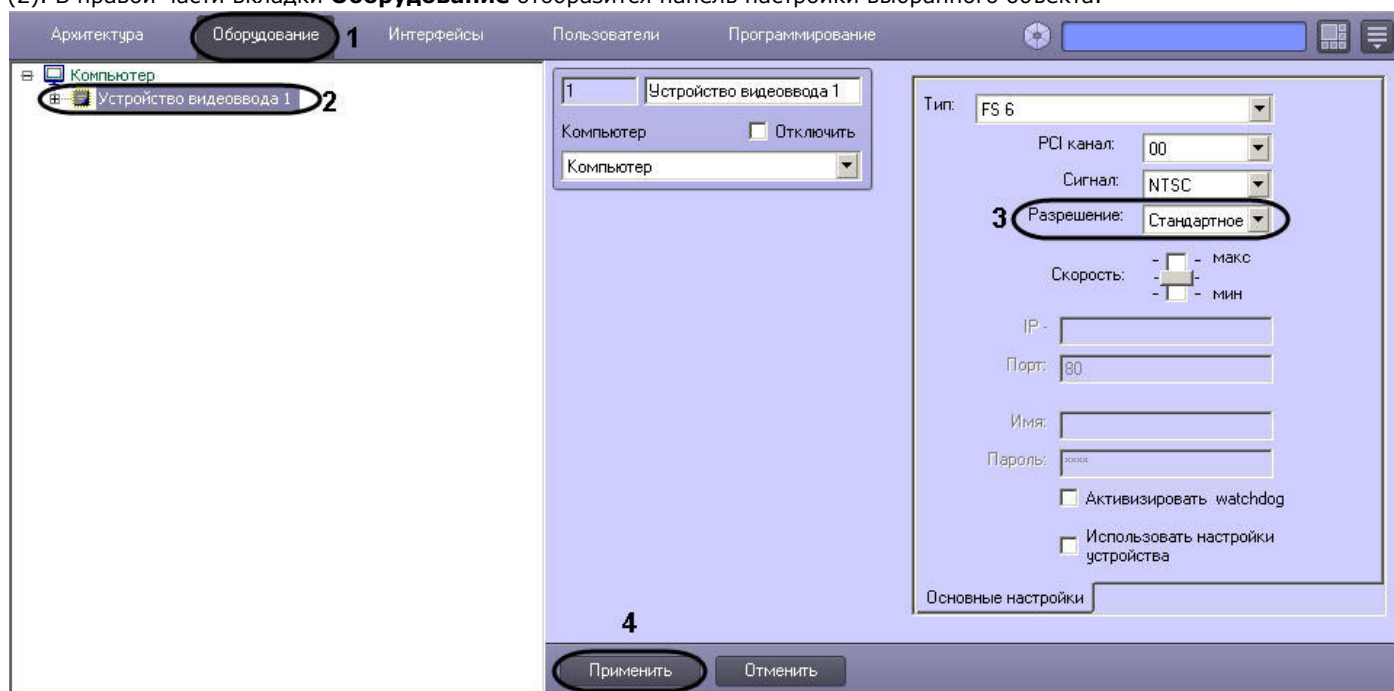 (2). В правой части вкладки Оборудование отобразится панель настройки выбранного объекта.
Архитектура Оборудование 1 Интерфейсы Пользователи Программирование
Компьютер
Устройство видеоввода 1 2
1 Устройство видеоввода 1
Компьютер Отключить
Компьютер
Тип: FS 6
PCI канал: 00
Сигнал: NTSC
3 Разрешение: Стандартное
Скорость: - - макс
- -
- - мин
IP -
Порт: 80
Имя:
Пароль: xxxx
Активизировать watchdog
Использовать настройки
устройства
Основные настройки
4
Применить Отменить